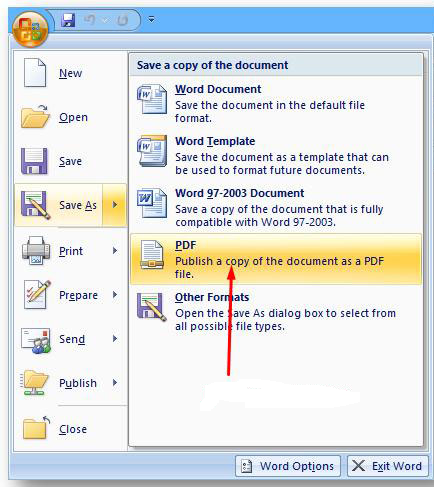 New
Open
Save
Save As
Print
Prepare
Send
Publish
Close
Save a copy of the document
Word Document
Save the document in the default file
format.
Word Template
Save the document as a template that can
be used to format future documents.
Word 97-2003 Document
Save a copy of the document that is fully
compatible with Word 97-2003.
PDF
Publish a copy of the document as a PDF
file.
Other Formats
Open the Save As dialog box to select from
all possible file types.
Word Options
Exit Word